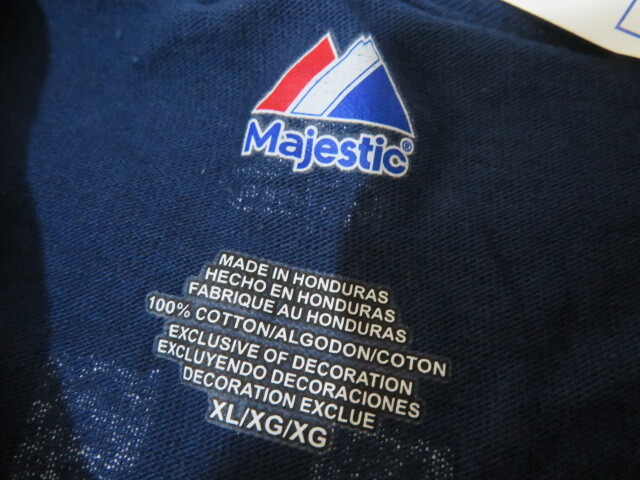 Majestic®
MADE IN HONDURAS
HECHO EN HONDURAS
FABRIQUE AU HONDURAS
100% COTTON/ALGODON/COTON
EXCLUSIVE OF DECORATION
EXCLUYENDO DECORACIONES
DECORATION EXCLUE
XL/XG/XG